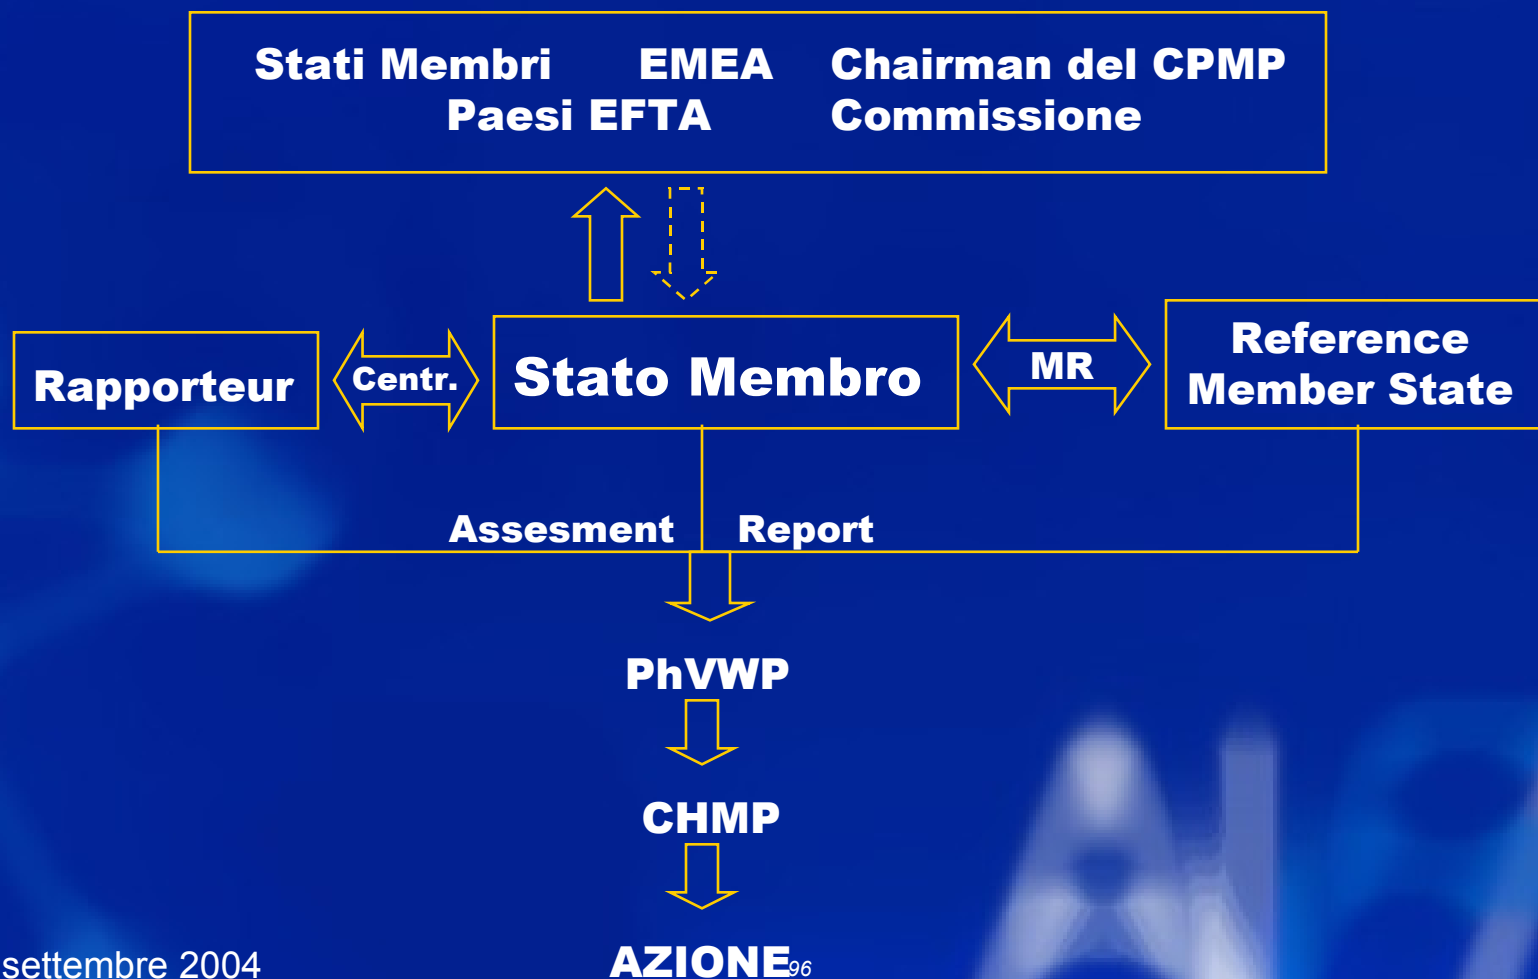 Stati Membri EMEA Chairman del CPMP
Paesi EFTA Commissione
Rapporteur
Centr.
Stato Membro
MR
Reference
Member State
Assesment Report
PhVWP
CHMP
AZIONE
settembre 2004
96